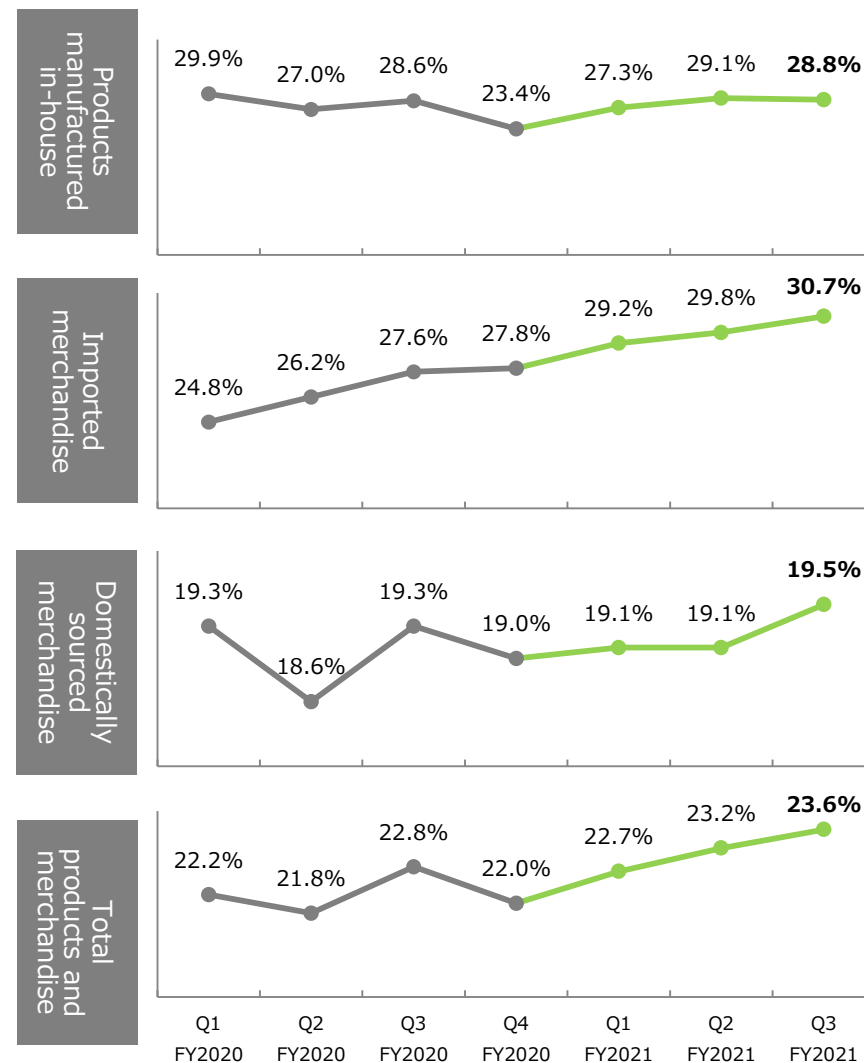 Products
manufactured
in-house
29.9%
27.0%
28.6%
23.4%
27.3%
29.1%
28.8%
Imported
merchandise
24.8%
26.2%
27.6%
27.8%
29.2%
29.8%
30.7%
Domestically
sourced
merchandise
19.3%
18.6%
19.3%
19.0%
19.1%
19.1%
19.5%
Total
products and
merchandise
22.2%
21.8%
22.8%
22.0%
22.7%
23.2%
23.6%
Q1 Q2 Q3 Q4 Q1 Q2 Q3
FY2020 FY2020 FY2020 FY2020 FY2021 FY2021 FY2021